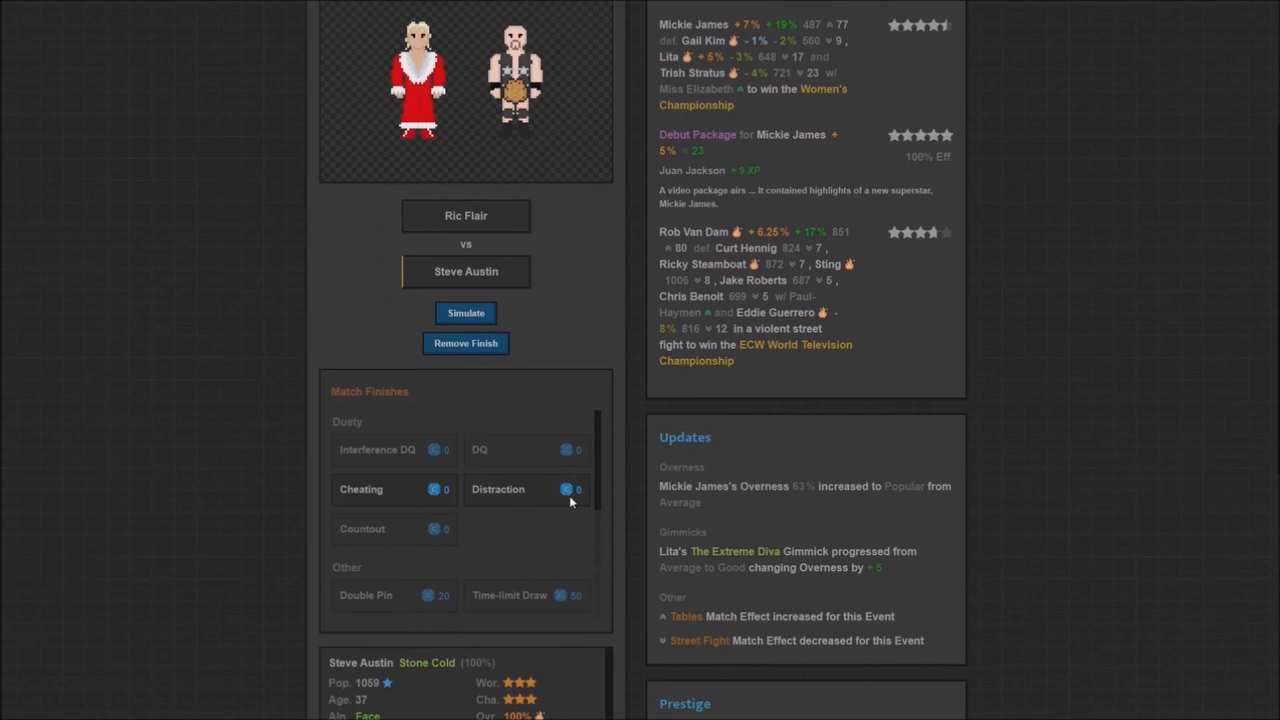 Ric Flair
vs
Steve Austin
Simulate
Remove Finish
Match Finishes
Dusty
Interference DQ 0 DQ 0
Cheating 0 Distraction 0
Countout 0
Other
Double Pin 20 Time-limit Draw 50
Steve Austin Stone Cold (100%)
Pop. 1059 Wor.
Age. 37 Cha.
Aln. Face Ovr. 100%
Mickie James + 7% + 19% 487 77
def. Gail Kim - 1% - 2% 560 9 ,
Lita + 5% - 3% 648 17 and
Trish Stratus - 4% 721 23 w/
Miss Elizabeth to win the Women's
Championship
Debut Package for Mickie James +
5% 23
100% Eff.
Juan Jackson + 9 XP
A video package airs ... It contained highlights of a new superstar,
Mickie James.
Rob Van Dam + 6.25% + 17% 851
80 def. Curt Hennig 824 7 ,
Ricky Steamboat 872 7 , Sting
1006 8 , Jake Roberts 687 5 ,
Chris Benoit 699 5 w/ Paul-
Haymen and Eddie Guerrero -
8% 816 12 in a violent street
fight to win the ECW World Television
Championship
Updates
Overness
Mickie James's Overness 63% increased to Popular from
Average
Gimmicks
Lita's The Extreme Diva Gimmick progressed from
Average to Good changing Overness by + 5
Other
Tables Match Effect increased for this Event
Street Fight Match Effect decreased for this Event
Prestige